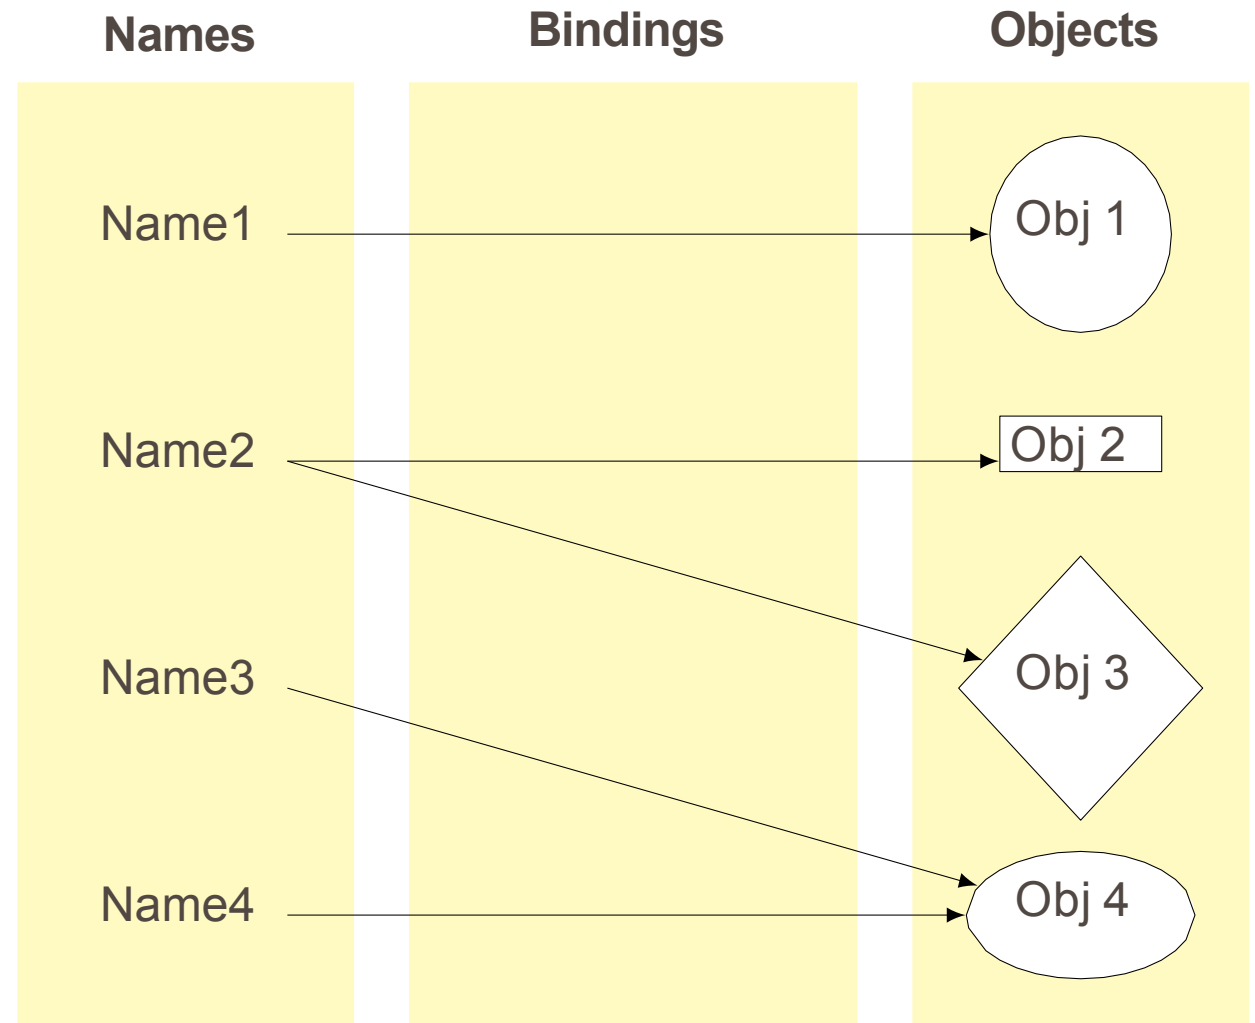 Names
Bindings
Objects
Name1
Obj 1
Name2
Obj 2
Name3
Obj 3
Name4
Obj 4